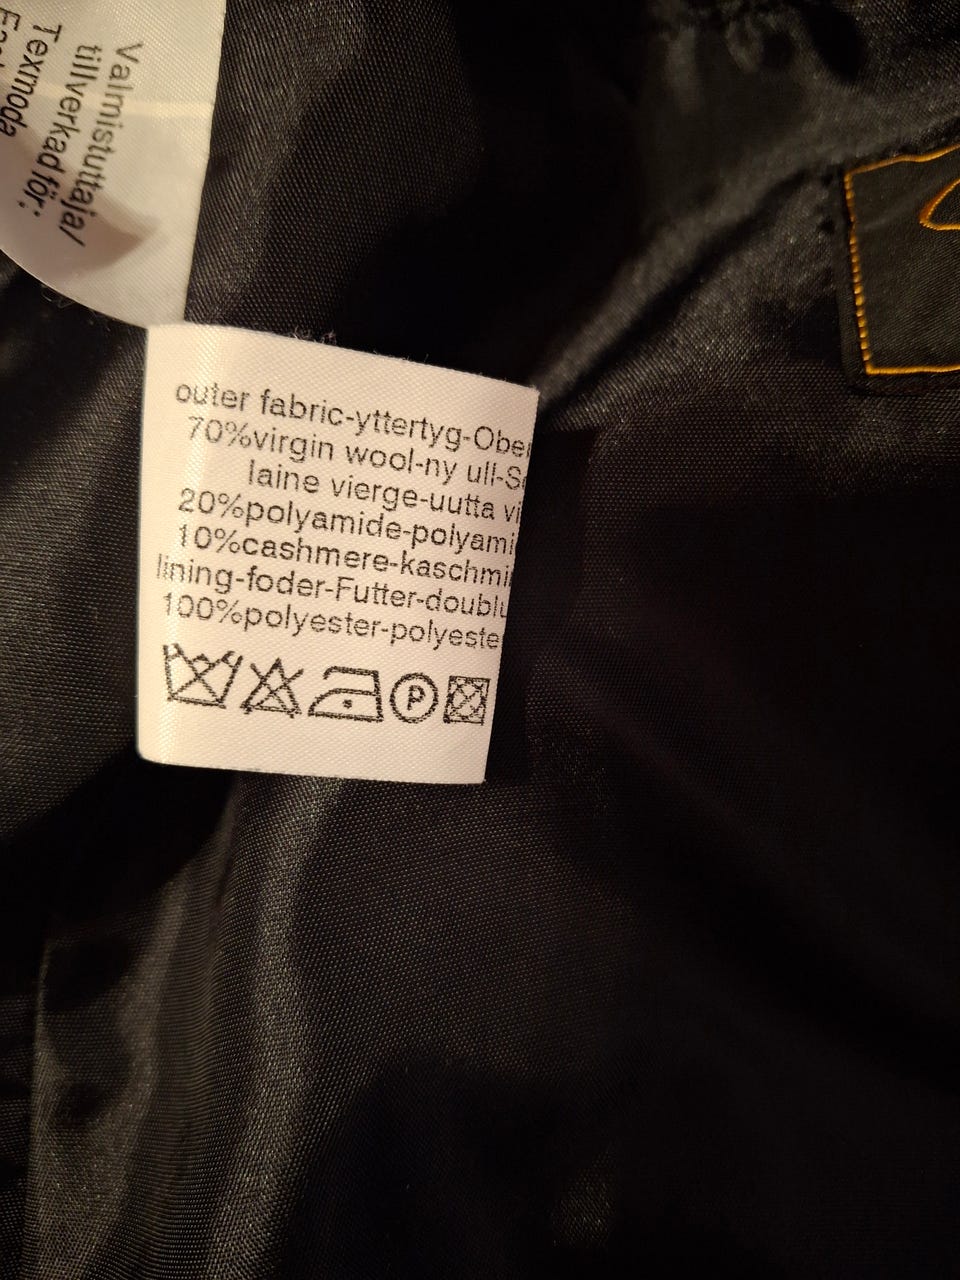 Valmistuttaja/
tillverkad för:
Texmoda
outer fabric-yttertyg-Ober
70%virgin wool-ny ull-S
laine vierge-uutta vi
20%polyamide-polyami
10%cashmere-kaschmi
lining-foder-Futter-doublu
100%polyester-polyeste
P